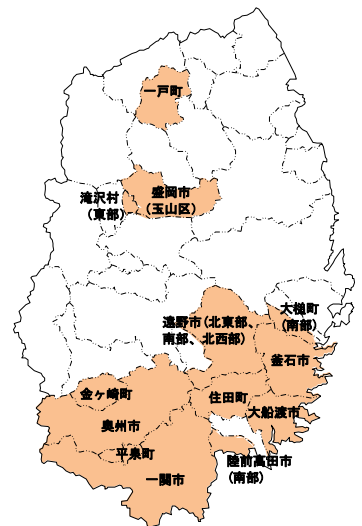 一戸町
盛岡市
(玉山区)
滝沢村
(東部)
大槌町
(南部)
遠野市(北東部、
南部、北西部)
釜石市
金ヶ崎町
住田町
大船渡市
奥州市
平泉町
陸前高田市
(南部)
一関市